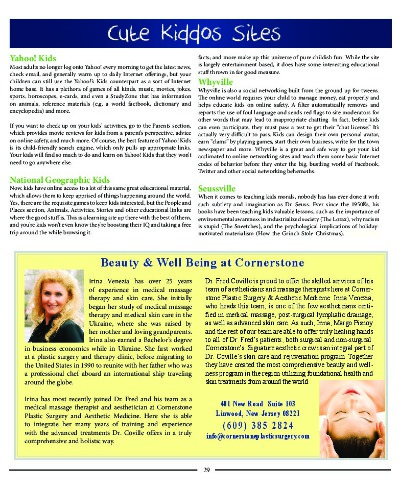 Cute Kiddos Sites
Yahoo! Kids
Most adults no longer log onto Yahoo! every morning to get the latest news,
check email, and generally warm up to daily Internet offerings, but your
children can still use the Yahoo!! Kids counterpart as a sort of Internet
home base. It has a plethora of games of all kinds, music, movies, jokes,
sports, horoscopes, e-cards, and even a StudyZone that has information
on animals, reference materials (e.g. a world factbook, dictionary and
encyclopedia) and more.
If you want to check up on your kids' activities, go to the Parents section,
which provides movie reviews for kids from a parent's perspective, advice
on online safety, and much more. Of course, the best feature of Yahoo! Kids
is its child-friendly search engine, which only pulls up appropriate links.
Your kids will find so much to do and learn on Yahoo! Kids that they won't
need to go anywhere else.
National Geographic Kids
Now, kids have online access to a lot of this same great educational material,
which allows them to keep apprised of things happening around the world.
Yes, there are the requisite games to keep kids interested, but the People and
Places section, Animals, Activities, Stories and other educational links are
where the good stuff is. This is a learning site up there with the best of them,
and your kids won't even know they're boosting their IQ and taking a free
trip around the while browsing it.
facts, and more make up this universe of pure childish fun. While the site
is largely entertainment based, it does have some interesting educational
stuff thrown in for good measure.
Whyville
Whyville is also a social networking built from the ground up for tweens.
The online world requires your child to manage money, eat properly and
helps educate kids on online safety. A filter automatically removes and
reports the use of foul language and sends red flags to site moderators for
other words that may lead to inappropriate chatting. In fact, before kids
can even participate, they must pass a test to get their "chat license." It's
actually very difficult to pass. Kids can design their own personal avatar,
earn "clams" by playing games, start their own business, write for the town
newspaper and more. Whyville is a great and safe way to get your kid
acclimated to online networking sites and teach them some basic Internet
codes of behavior before they enter the big, bustling world of Facebook,
Twitter and other social networking behemoths.
Seussville
When it comes to teaching kids morals, nobody has has ever done it with
such subtlety and imagination as Dr. Seuss. Ever since the 1950s, his
books have been teaching kids valuable lessons, such as the importance of
environmental awareness in industrialized society (The Lorax), why racism
is stupid (The Sneetches), and the psychological implications of holiday-
motivated materialism (How the Grinch Stole Christmas).
Beauty & Well Being at Cornerstone
Irina Venezia has over 25 years
of experience in medical massage
therapy and skin care. She initially
began her study of medical massage
therapy and medical skin care in the
Ukraine, where she was raised by
her mother and loving grandparents.
Irina also earned a Bachelor's degree
in business economics while in Ukraine. She first worked
at a plastic surgery and therapy clinic, before migrating to
the United States in 1990 to reunite with her father who was
a professional chef aboard an international ship traveling
around the globe.
Irina has most recently joined Dr. Fred and his team as a
medical massage therapist and aesthetician at Cornerstone
Plastic Surgery and Aesthetic Medicine. Here she is able
to integrate her many years of training and experience
with the advanced treatments Dr. Coville offers in a truly
comprehensive and holistic way.
Dr. Fred Coville is proud to offer the skilled services of his
team of aestheticians and massage therapists here at Corner-
stone Plastic Surgery & Aesthetic Medicine. Irina Venezia,
who heads this team, is one of the few aestheticians certi-
fied in medical massage, post-surgical lymphatic drainage,
as well as advanced skin care. As such, Irina, Margo
and the rest of our team are able to offer truly healing hands
to all of Dr. Fred's patients, both surgical and non-surgical.
Cornerstone's Signature aesthetic crew is an integral part of
Dr. Coville's skin care and rejuvenation program. Together
they have created the most comprehensive beauty and well-
ness program in the region utilizing foundational health and
skin treatments from around the world.
401 New Road Suite 103
Linwood, New Jersey 08221
(609) 385-2824
info@cornerstoneplasticsurgery.com
29